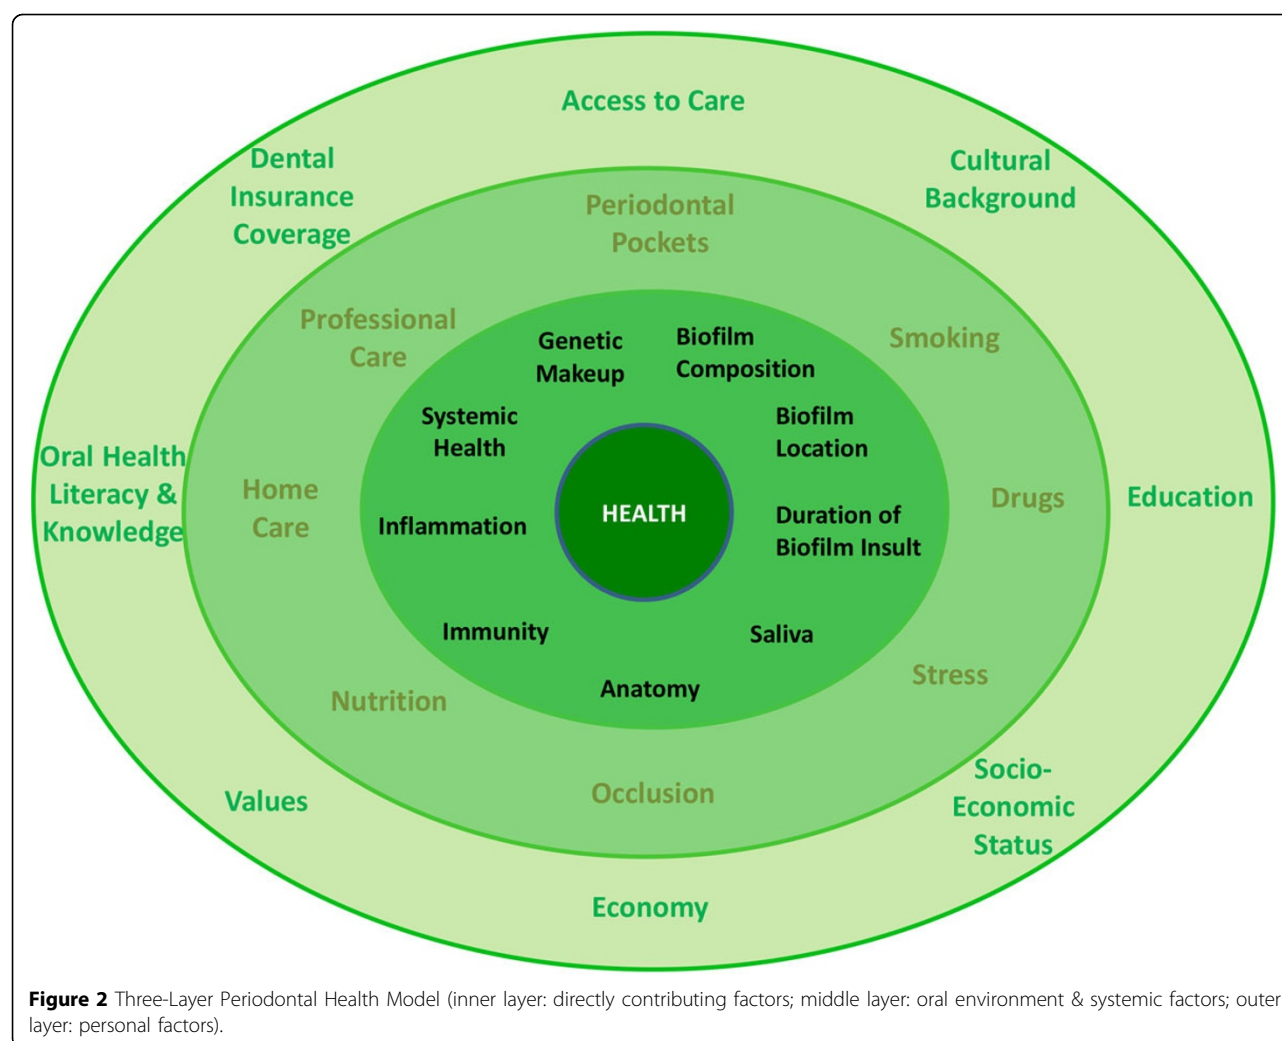 Access to Care
Dental
Insurance
Coverage
Cultural
Background
Periodontal
Pockets
Professional
Care
Smoking
Genetic
Makeup
Biofilm
Composition
Systemic
Health
Biofilm
Location
Oral Health
Literacy &
Knowledge
Home
Care
Inflammation
HEALTH
Duration of
Biofilm Insult
Drugs
Education
Immunity
Saliva
Anatomy
Stress
Nutrition
Occlusion
Values
Socio-
Economic
Status
Economy
Figure 2 Three-Layer Periodontal Health Model (inner layer: directly contributing factors; middle layer: oral environment & systemic factors; outer
layer: personal factors).